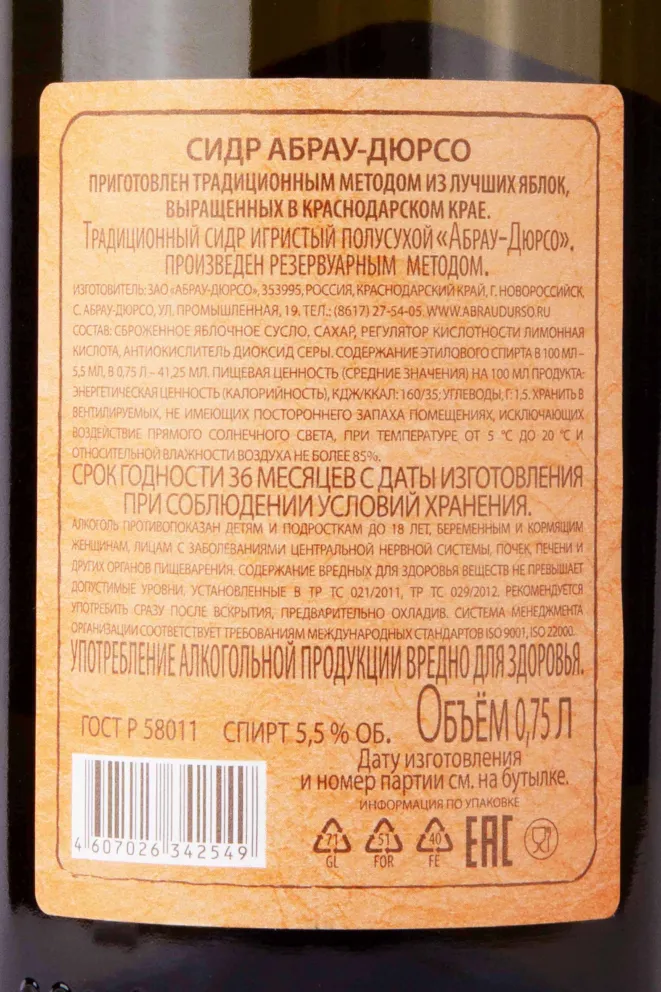 СИДР АБРАУ-ДЮРСО
ПРИГОТОВЛЕН ТРАДИЦИОННЫМ МЕТОДОМ ИЗ ЛУЧШИХ ЯБЛОК,
ВЫРАЩЕННЫХ В КРАСНОДАРСКОМ КРАЕ.
ТРАДИЦИОННЫЙ СИДР ИГРИСТЫЙ ПОЛУСУХОЙ «АБРАУ-ДЮРСО».
ПРОИЗВЕДЕН РЕЗЕРВУАРНЫМ МЕТОДОМ.
ИЗГОТОВИТЕЛЬ: ЗАО «АБРАУ-ДЮРСО», 353995, РОССИЯ, КРАСНОДАРСКИЙ КРАЙ, Г. НОВОРОССИЙСК,
С. АБРАУ-ДЮРСО, УЛ. ПРОМЫШЛЕННАЯ, 19. ТЕЛ.: (8617) 27-54-05. WWW.ABRAUDURSO.RU
СОСТАВ: СБРОЖЕННОЕ ЯБЛОЧНОЕ СУСЛО, САХАР, РЕГУЛЯТОР КИСЛОТНОСТИ ЛИМОННАЯ
КИСЛОТА, АНТИОКИСЛИТЕЛЬ ДИОКСИД СЕРЫ. СОДЕРЖАНИЕ ЭТИЛОВОГО СПИРТА В 100 МЛ –
5,5 МЛ, В 0,75 Л – 41,25 МЛ. ПИЩЕВАЯ ЦЕННОСТЬ (СРЕДНИЕ ЗНАЧЕНИЯ) НА 100 МЛ ПРОДУКТА:
ЭНЕРГЕТИЧЕСКАЯ ЦЕННОСТЬ (КАЛОРИЙНОСТЬ), КДЖ/ККАЛ: 160/35; УГЛЕВОДЫ, Г: 1,5. ХРАНИТЬ В
ВЕНТИЛИРУЕМЫХ, НЕ ИМЕЮЩИХ ПОСТОРОННЕГО ЗАПАХА ПОМЕЩЕНИЯХ, ИСКЛЮЧАЮЩИХ
ВОЗДЕЙСТВИЕ ПРЯМОГО СОЛНЕЧНОГО СВЕТА, ПРИ ТЕМПЕРАТУРЕ ОТ 5 °С ДО 20 °С И
ОТНОСИТЕЛЬНОЙ ВЛАЖНОСТИ ВОЗДУХА НЕ БОЛЕЕ 85%.
СРОК ГОДНОСТИ 36 МЕСЯЦЕВ С ДАТЫ ИЗГОТОВЛЕНИЯ
ПРИ СОБЛЮДЕНИИ УСЛОВИЙ ХРАНЕНИЯ.
АЛКОГОЛЬ ПРОТИВОПОКАЗАН ДЕТЯМ И ПОДРОСТКАМ ДО 18 ЛЕТ, БЕРЕМЕННЫМ И КОРМЯЩИМ
ЖЕНЩИНАМ, ЛИЦАМ С ЗАБОЛЕВАНИЯМИ ЦЕНТРАЛЬНОЙ НЕРВНОЙ СИСТЕМЫ, ПОЧЕК, ПЕЧЕНИ И
ДРУГИХ ОРГАНОВ ПИЩЕВАРЕНИЯ. СОДЕРЖАНИЕ ВРЕДНЫХ ДЛЯ ЗДОРОВЬЯ ВЕЩЕСТВ НЕ ПРЕВЫШАЕТ
ДОПУСТИМЫЕ УРОВНИ, УСТАНОВЛЕННЫЕ В ТР ТС 021/2011, ТР ТС 029/2012. РЕКОМЕНДУЕТСЯ
УПОТРЕБИТЬ СРАЗУ ПОСЛЕ ВСКРЫТИЯ, ПРЕДВАРИТЕЛЬНО ОХЛАДИВ. СИСТЕМА МЕНЕДЖМЕНТА
ОРГАНИЗАЦИИ СООТВЕТСТВУЕТ ТРЕБОВАНИЯМ МЕЖДУНАРОДНЫХ СТАНДАРТОВ ISO 9001, ISO 22000.
УПОТРЕБЛЕНИЕ АЛКОГОЛЬНОЙ ПРОДУКЦИИ ВРЕДНО ДЛЯ ЗДОРОВЬЯ.
ГОСТ Р 58011 СПИРТ 5,5 % ОБ. ОБЪЁМ 0,75 Л
Дату изготовления
и номер партии см. на бутылке.
ИНФОРМАЦИЯ ПО УПАКОВКЕ
71 51 40 ЕАС
GL FOR FE
4 607026 342549